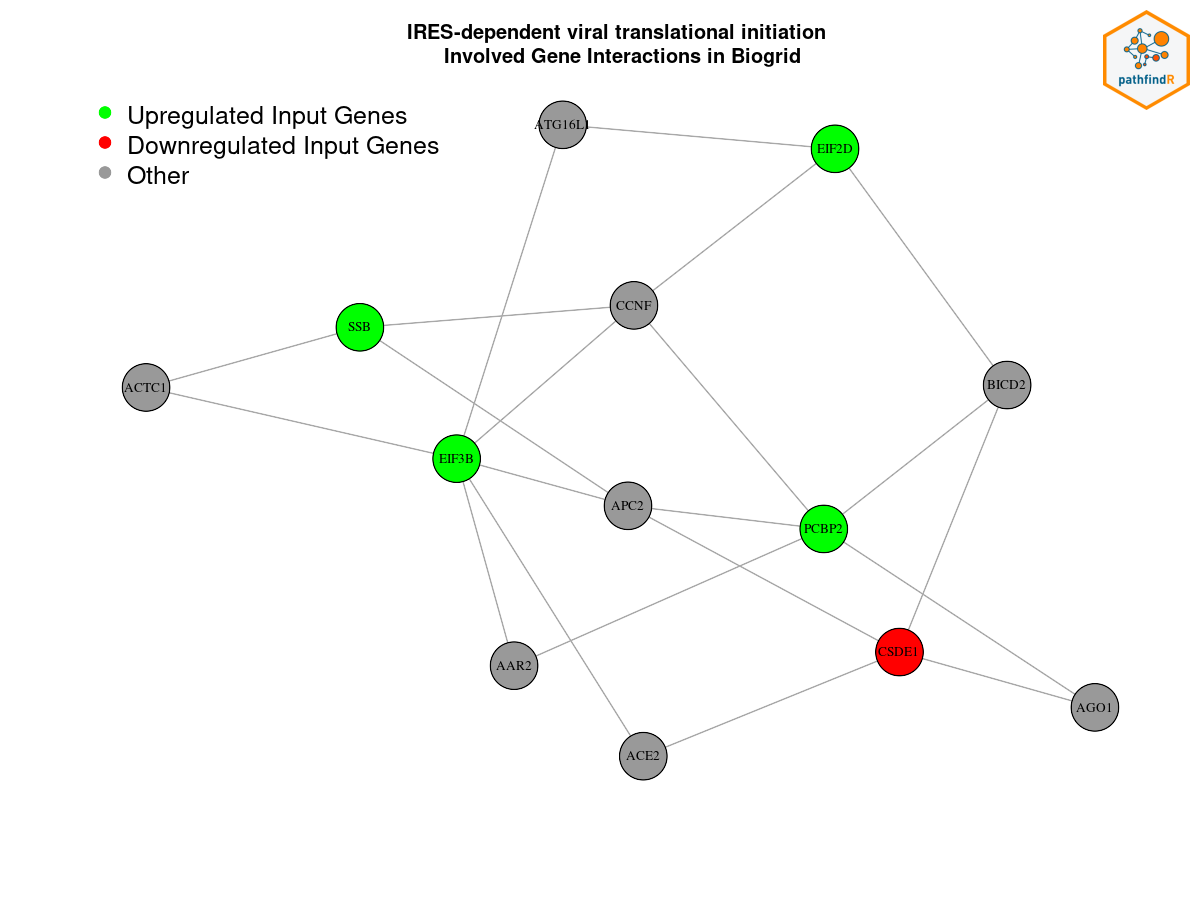 IRES-dependent viral translational initiation
Involved Gene Interactions in Biogrid
pathfindR
Upregulated Input Genes
Downregulated Input Genes
Other
ATG16L1
EIF2D
CCNF
SSB
ACTC1
BICD2
EIF3B
APC2
PCBP2
AAR2
CSDE1
AGO1
ACE2